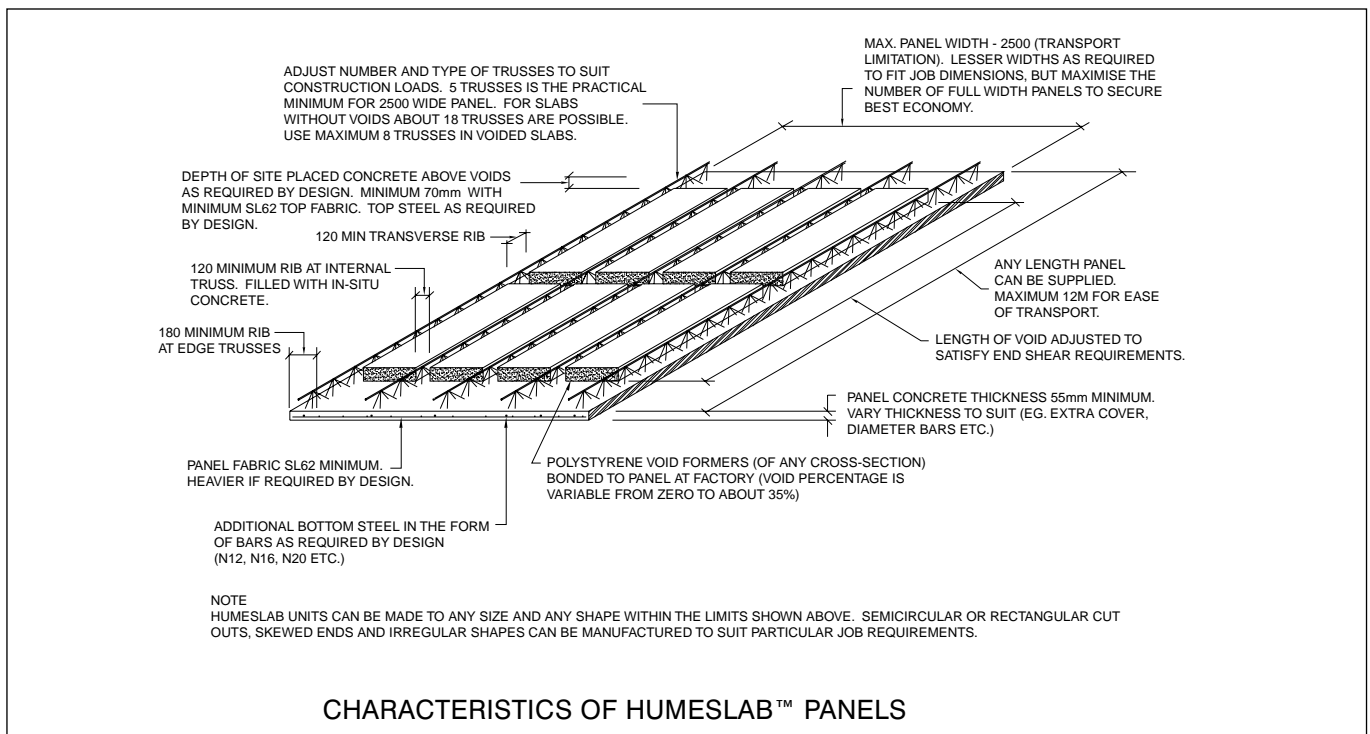 ADJUST NUMBER AND TYPE OF TRUSSES TO SUIT
CONSTRUCTION LOADS. 5 TRUSSES IS THE PRACTICAL
MINIMUM FOR 2500 WIDE PANEL. FOR SLABS
WITHOUT VOIDS ABOUT 18 TRUSSES ARE POSSIBLE.
USE MAXIMUM 8 TRUSSES IN VOIDED SLABS.
MAX. PANEL WIDTH - 2500 (TRANSPORT
LIMITATION). LESSER WIDTHS AS REQUIRED
TO FIT JOB DIMENSIONS, BUT MAXIMISE THE
NUMBER OF FULL WIDTH PANELS TO SECURE
BEST ECONOMY.
DEPTH OF SITE PLACED CONCRETE ABOVE VOIDS
AS REQUIRED BY DESIGN. MINIMUM 70mm WITH
MINIMUM SL62 TOP FABRIC. TOP STEEL AS REQUIRED
BY DESIGN.
120 MIN TRANSVERSE RIB
120 MINIMUM RIB AT INTERNAL
TRUSS. FILLED WITH IN-SITU
CONCRETE.
180 MINIMUM RIB
AT EDGE TRUSSES
ANY LENGTH PANEL
CAN BE SUPPLIED.
MAXIMUM 12M FOR EASE
OF TRANSPORT.
LENGTH OF VOID ADJUSTED TO
SATISFY END SHEAR REQUIREMENTS.
PANEL CONCRETE THICKNESS 55mm MINIMUM.
VARY THICKNESS TO SUIT (EG. EXTRA COVER,
DIAMETER BARS ETC.)
PANEL FABRIC SL62 MINIMUM.
HEAVIER IF REQUIRED BY DESIGN.
POLYSTYRENE VOID FORMERS (OF ANY CROSS-SECTION)
BONDED TO PANEL AT FACTORY (VOID PERCENTAGE IS
VARIABLE FROM ZERO TO ABOUT 35%)
ADDITIONAL BOTTOM STEEL IN THE FORM
OF BARS AS REQUIRED BY DESIGN
(N12, N16, N20 ETC.)
NOTE
HUMESLAB UNITS CAN BE MADE TO ANY SIZE AND ANY SHAPE WITHIN THE LIMITS SHOWN ABOVE. SEMICIRCULAR OR RECTANGULAR CUT
OUTS, SKEWED ENDS AND IRREGULAR SHAPES CAN BE MANUFACTURED TO SUIT PARTICULAR JOB REQUIREMENTS.
CHARACTERISTICS OF HUMESLAB™ PANELS